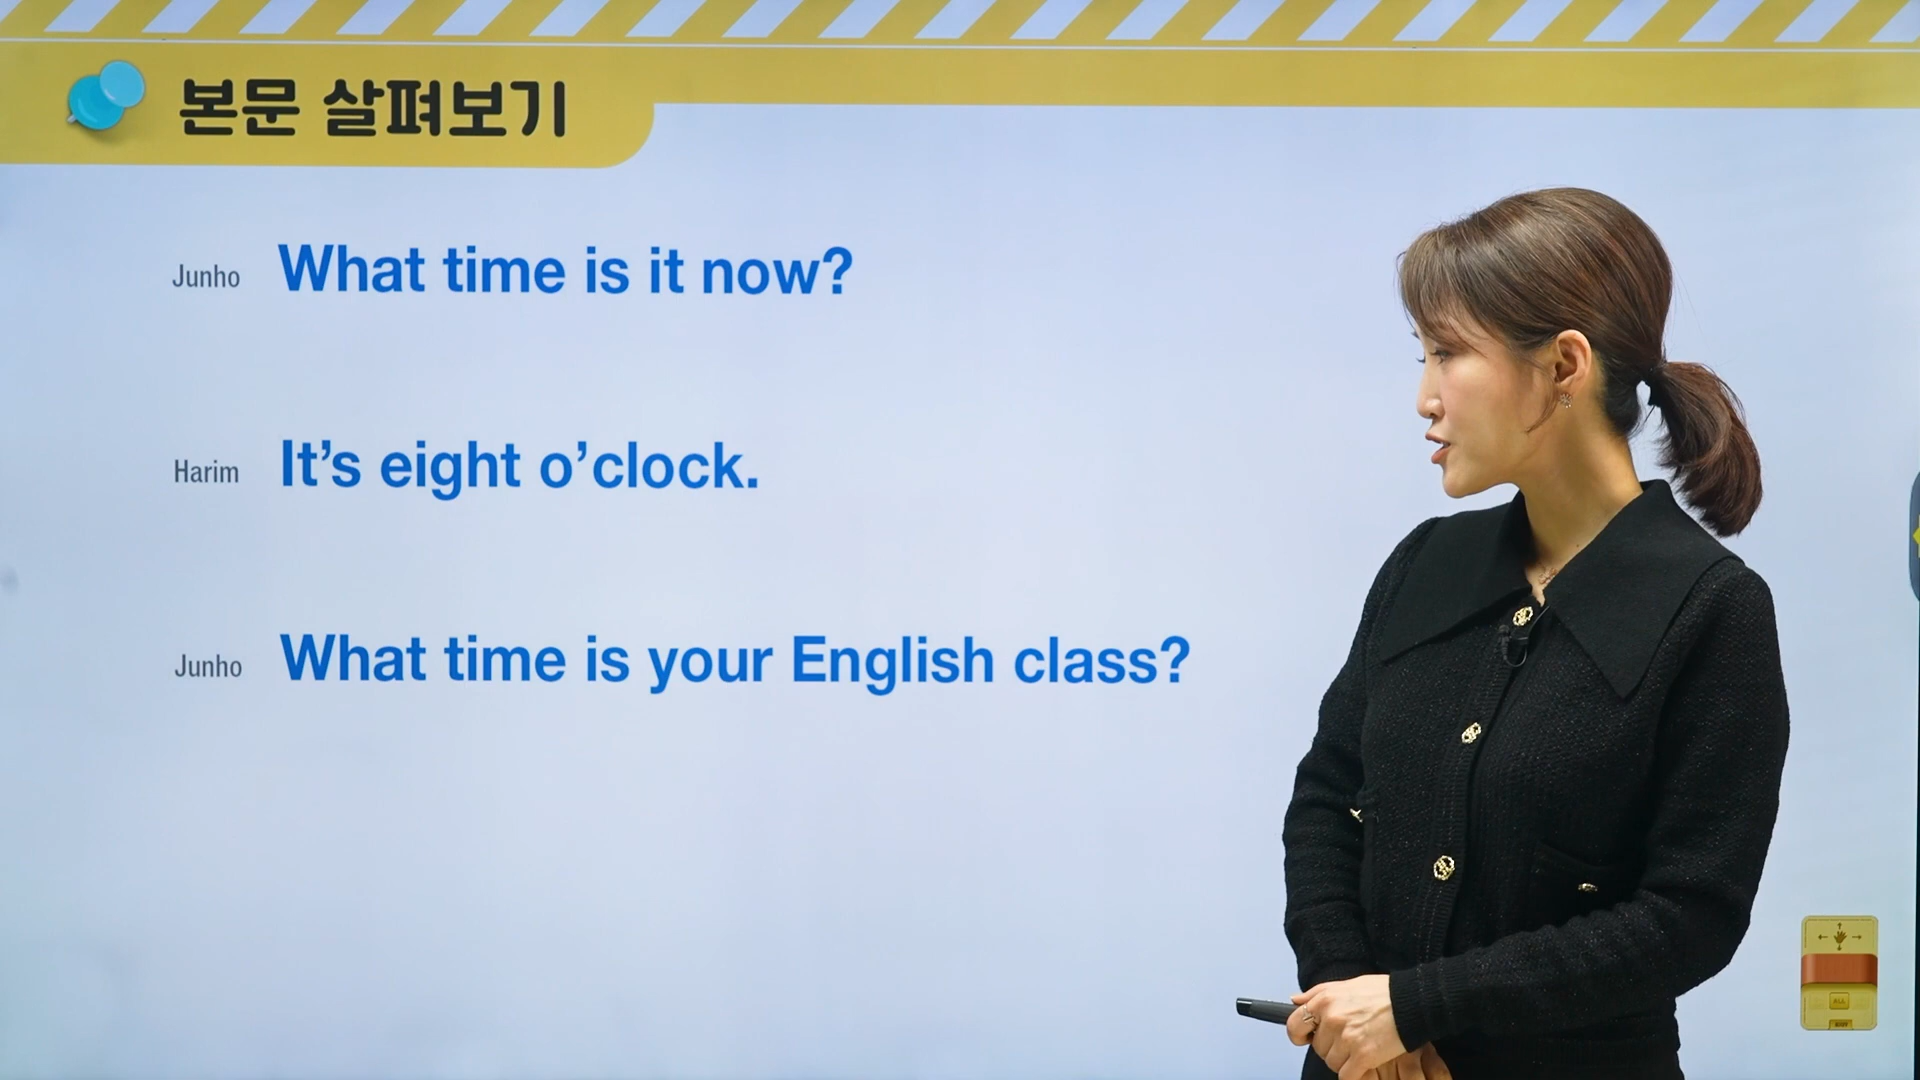 본문 살펴보기
Junho What time is it now?
Harim It’s eight o’clock.
Junho What time is your English class?